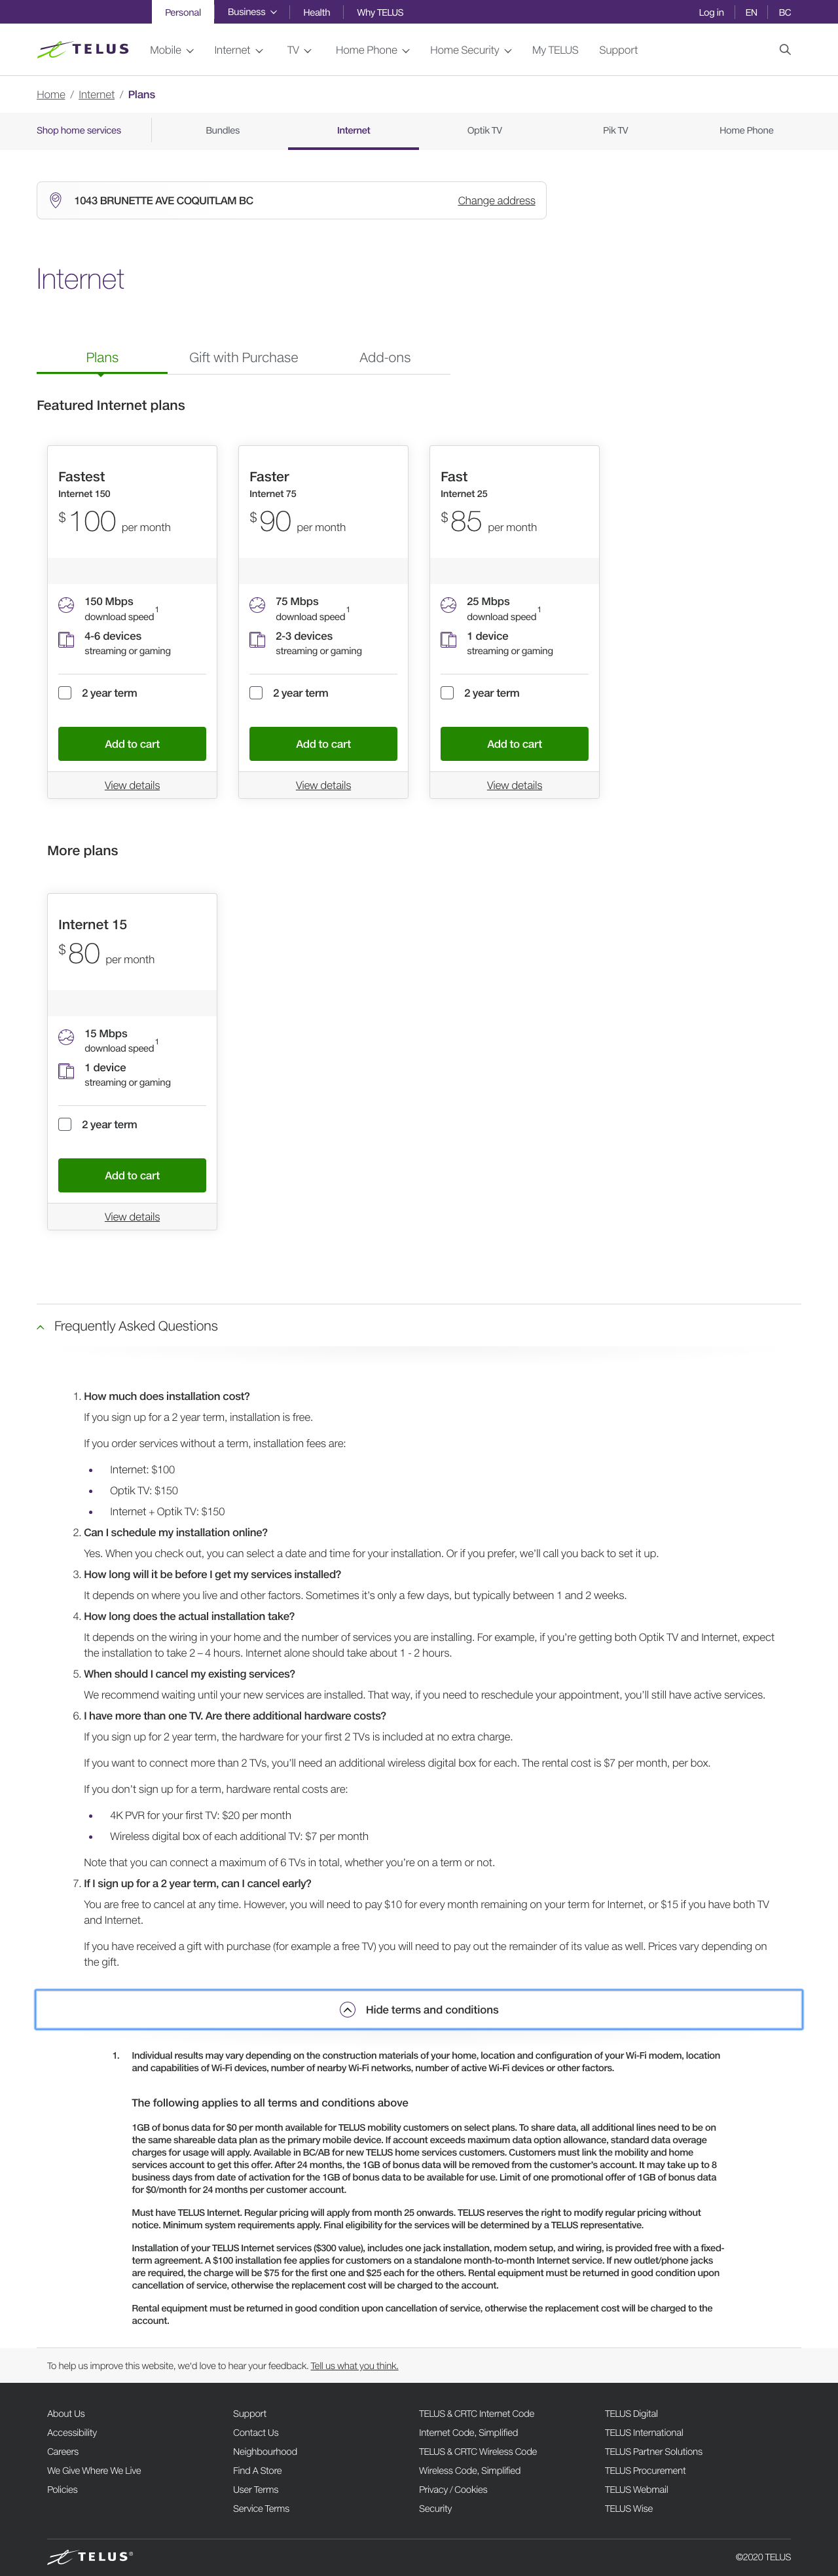 Personal Business Health Why TELUS Log in EN BC
TELUS Mobile Internet TV Home Phone Home Security My TELUS Support
Home / Internet / Plans
Shop home services Bundles Internet Optik TV Pik TV Home Phone
1043 BRUNETTE AVE COQUITLAM BC Change address
Internet
Plans Gift with Purchase Add-ons
Featured Internet plans
Fastest
Internet 150
$100 per month
150 Mbps
download speed1
4-6 devices
streaming or gaming
2 year term
Add to cart
View details
Faster
Internet 75
$90 per month
75 Mbps
download speed1
2-3 devices
streaming or gaming
2 year term
Add to cart
View details
Fast
Internet 25
$85 per month
25 Mbps
download speed1
1 device
streaming or gaming
2 year term
Add to cart
View details
More plans
Internet 15
$80 per month
15 Mbps
download speed1
1 device
streaming or gaming
2 year term
Add to cart
View details
Frequently Asked Questions
1. How much does installation cost?
If you sign up for a 2 year term, installation is free.
If you order services without a term, installation fees are:
• Internet: $100
• Optik TV: $150
• Internet + Optik TV: $150
2. Can I schedule my installation online?
Yes. When you check out, you can select a date and time for your installation. Or if you prefer, we'll call you back to set it up.
3. How long will it be before I get my services installed?
It depends on where you live and other factors. Sometimes it's only a few days, but typically between 1 and 2 weeks.
4. How long does the actual installation take?
It depends on the wiring in your home and the number of services you are installing. For example, if you're getting both Optik TV and Internet, expect
the installation to take 2 – 4 hours. Internet alone should take about 1 - 2 hours.
5. When should I cancel my existing services?
We recommend waiting until your new services are installed. That way, if you need to reschedule your appointment, you'll still have active services.
6. I have more than one TV. Are there additional hardware costs?
If you sign up for 2 year term, the hardware for your first 2 TVs is included at no extra charge.
If you want to connect more than 2 TVs, you'll need an additional wireless digital box for each. The rental cost is $7 per month, per box.
If you don't sign up for a term, hardware rental costs are:
• 4K PVR for your first TV: $20 per month
• Wireless digital box of each additional TV: $7 per month
Note that you can connect a maximum of 6 TVs in total, whether you're on a term or not.
7. If I sign up for a 2 year term, can I cancel early?
You are free to cancel at any time. However, you will need to pay $10 for every month remaining on your term for Internet, or $15 if you have both TV
and Internet.
If you have received a gift with purchase (for example a free TV) you will need to pay out the remainder of its value as well. Prices vary depending on
the gift.
Hide terms and conditions
1. Individual results may vary depending on the construction materials of your home, location and configuration of your Wi-Fi modem, location
and capabilities of Wi-Fi devices, number of nearby Wi-Fi networks, number of active Wi-Fi devices or other factors.
The following applies to all terms and conditions above
1GB of bonus data for $0 per month available for TELUS mobility customers on select plans. To share data, all additional lines need to be on
the same shareable data plan as the primary mobile device. If account exceeds maximum data option allowance, standard data overage
charges for usage will apply. Available in BC/AB for new TELUS home services customers. Customers must link the mobility and home
services account to get this offer. After 24 months, the 1GB of bonus data will be removed from the customer's account. It may take up to 8
business days from date of activation for the 1GB of bonus data to be available for use. Limit of one promotional offer of 1GB of bonus data
for $0/month for 24 months per customer account.
Must have TELUS Internet. Regular pricing will apply from month 25 onwards. TELUS reserves the right to modify regular pricing without
notice. Minimum system requirements apply. Final eligibility for the services will be determined by a TELUS representative.
Installation of your TELUS Internet services ($300 value), includes one jack installation, modem setup, and wiring, is provided free with a fixed-
term agreement. A $100 installation fee applies for customers on a standalone month-to-month Internet service. If new outlet/phone jacks
are required, the charge will be $75 for the first one and $25 each for the others. Rental equipment must be returned in good condition upon
cancellation of service, otherwise the replacement cost will be charged to the account.
Rental equipment must be returned in good condition upon cancellation of service, otherwise the replacement cost will be charged to the
account.
To help us improve this website, we'd love to hear your feedback. Tell us what you think.
About Us Support TELUS & CRTC Internet Code TELUS Digital
Accessibility Contact Us Internet Code, Simplified TELUS International
Careers Neighbourhood TELUS & CRTC Wireless Code TELUS Partner Solutions
We Give Where We Live Find A Store Wireless Code, Simplified TELUS Procurement
Policies User Terms Privacy / Cookies TELUS Webmail
Service Terms Security TELUS Wise
TELUS® ©2020 TELUS